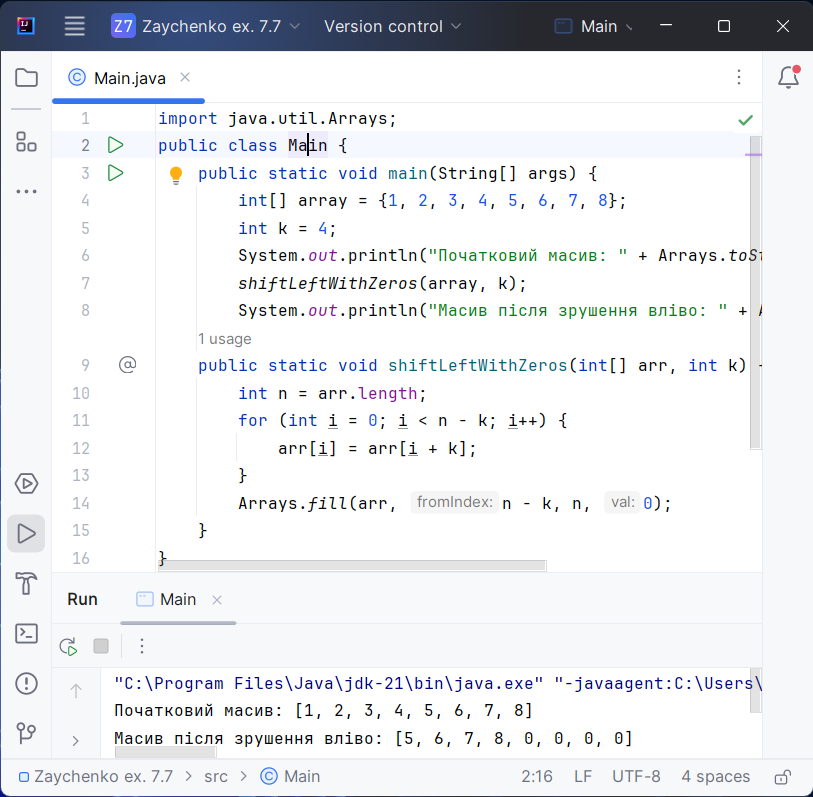 Z7 Zaychenko ex. 7.7 Version control Main
Main.java
1 import java.util.Arrays;
2 public class Main {
3 public static void main(String[] args) {
4 int[] array = {1, 2, 3, 4, 5, 6, 7, 8};
5 int k = 4;
6 System.out.println("Початковий масив: " + Arrays.toSt
7 shiftLeftWithZeros(array, k);
8 System.out.println("Масив після зрушення вліво: " + A
1 usage
9 @ public static void shiftLeftWithZeros(int[] arr, int k) {
10 int n = arr.length;
11 for (int i = 0; i < n - k; i++) {
12 arr[i] = arr[i + k];
13 }
14 Arrays.fill(arr, fromIndex: n - k, n, val: 0);
15 }
16 }
Run Main
"C:\Program Files\Java\jdk-21\bin\java.exe" "-javaagent:C:\Users\
Початковий масив: [1, 2, 3, 4, 5, 6, 7, 8]
Масив після зрушення вліво: [5, 6, 7, 8, 0, 0, 0, 0]
Zaychenko ex. 7.7 > src > Main 2:16 LF UTF-8 4 spaces